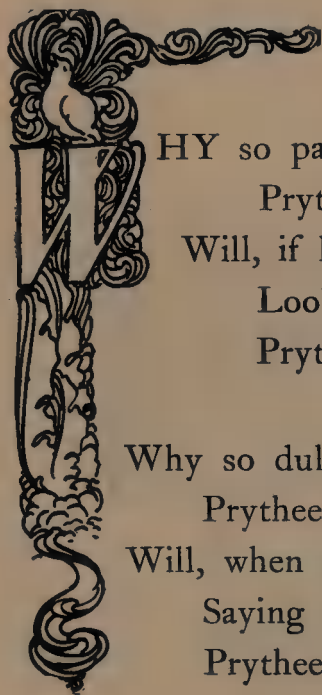 WHY so pa
Pryt
Will, if
Loo
Pryt
Why so dul
Prythee
Will, when
Saying
Prythee